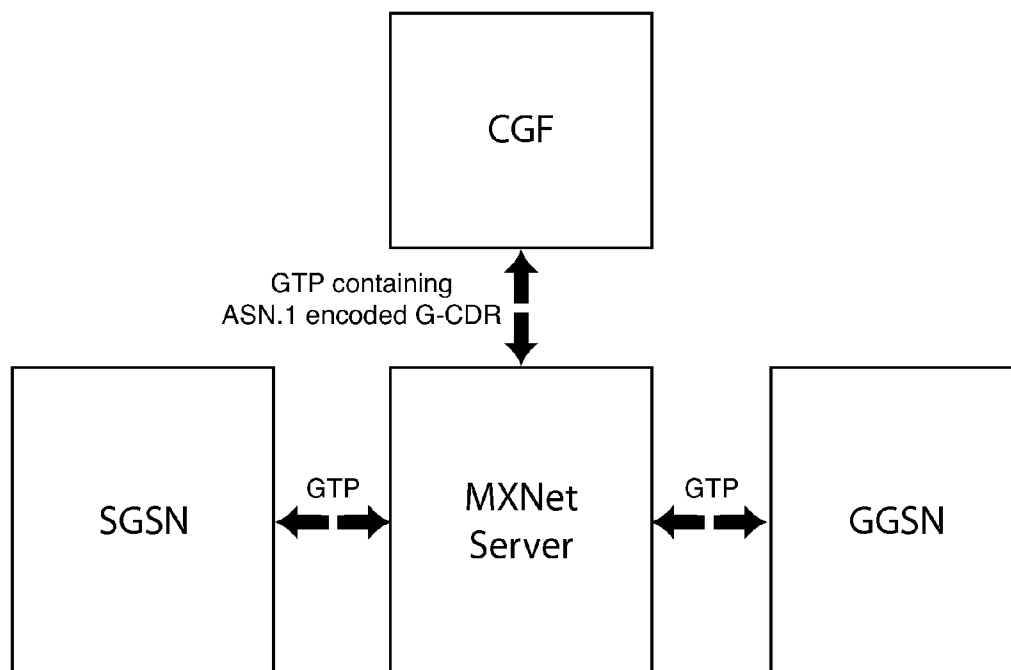 CGF
GTP containing
ASN.1 encoded G-CDR
SGSN
GTP
MXNet
Server
GTP
GGSN